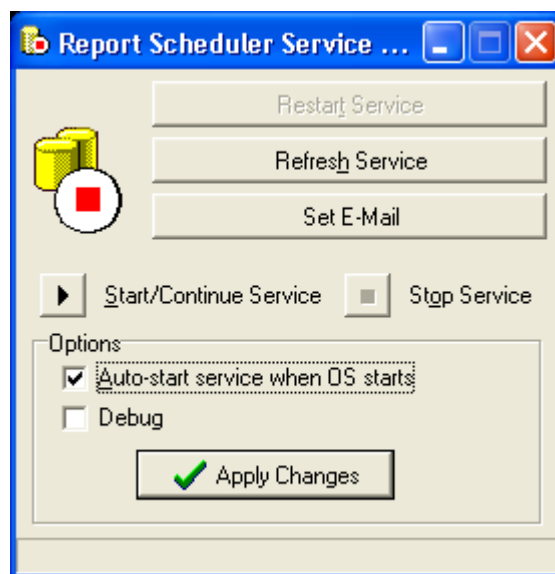 Report Scheduler Service ...
Restart Service
Refresh Service
Set E-Mail
Start/Continue Service Stop Service
Options
Auto-start service when OS starts
Debug
Apply Changes